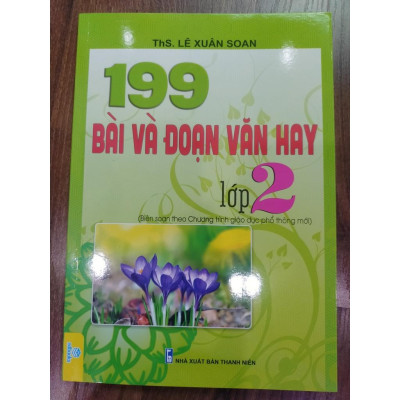 ThS. LÊ XUÂN SOAN
199
BÀI VÀ ĐOẠN VĂN HAY
lớp 2
(Biên soạn theo Chương trình giáo dục phổ thông mới)
NHÀ XUẤT BẢN THANH NIÊN